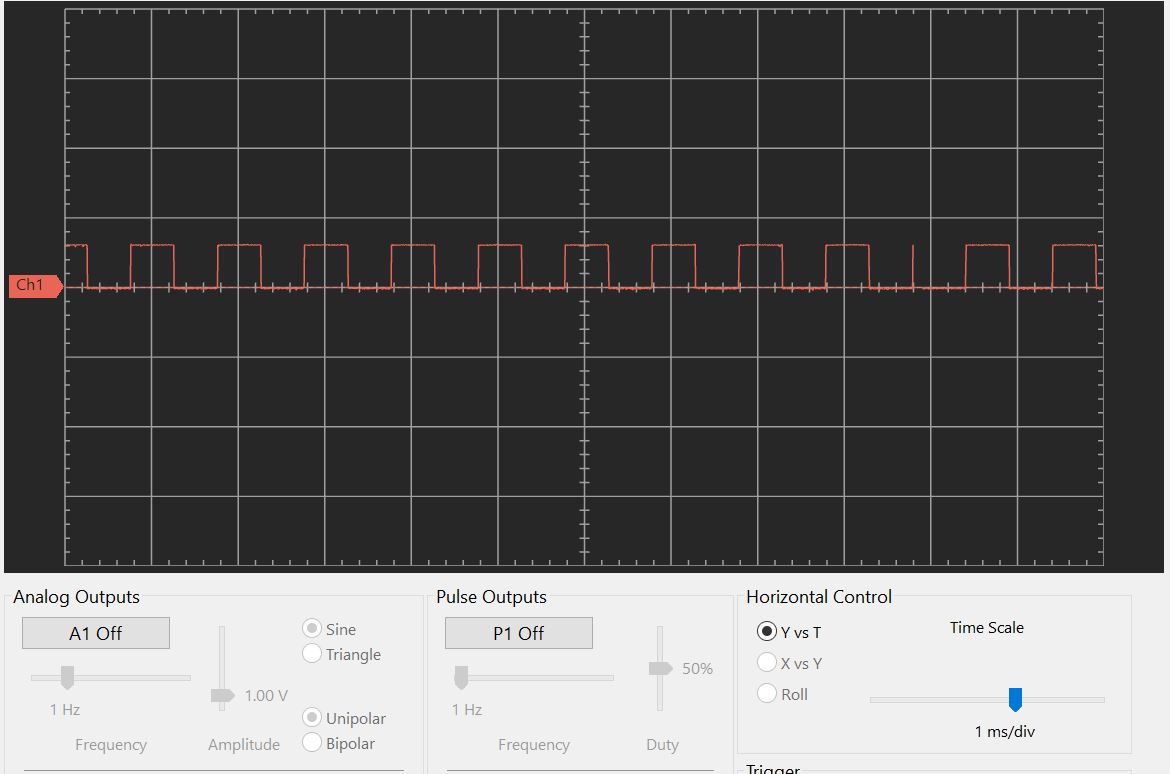 Ch1
Analog Outputs
A1 Off
1 Hz
Frequency
1.00 V
Amplitude
Sine
Triangle
Unipolar
Bipolar
Pulse Outputs
P1 Off
1 Hz
Frequency
50%
Duty
Horizontal Control
Y vs T
X vs Y
Roll
Time Scale
1 ms/div
Trigger